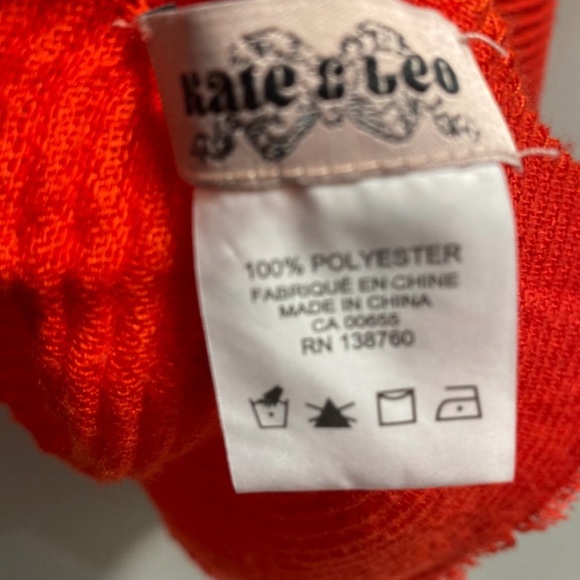 Kate & Leo
100% POLYESTER
FABRIQUÉ EN CHINE
MADE IN CHINA
CA 00655
RN 138760